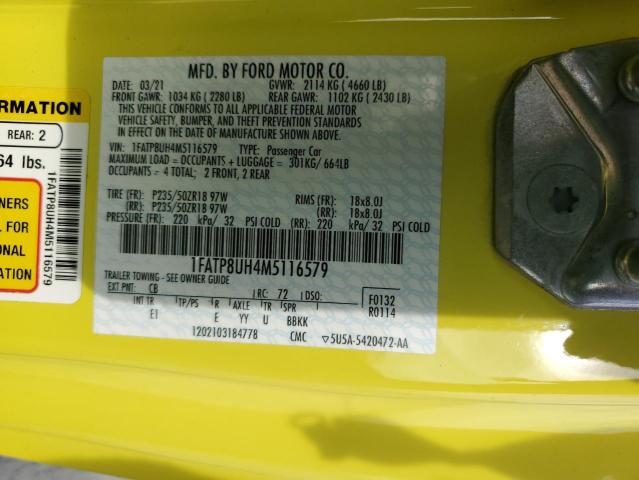 MFD. BY FORD MOTOR CO.
DATE: 03/21 GVWR: 2114 KG ( 4660 LB)
FRONT GAWR: 1034 KG ( 2280 LB) REAR GAWR: 1102 KG ( 2430 LB)
THIS VEHICLE CONFORMS TO ALL APPLICABLE FEDERAL MOTOR
VEHICLE SAFETY, BUMPER, AND THEFT PREVENTION STANDARDS
IN EFFECT ON THE DATE OF MANUFACTURE SHOWN ABOVE.
VIN: 1FATP8UH4M5116579 TYPE: Passenger Car
MAXIMUM LOAD = OCCUPANTS + LUGGAGE = 301KG/ 664LB
OCCUPANTS = 4 TOTAL; 2 FRONT, 2 REAR
TIRE (FR): P235/50ZR18 97W RIMS (FR): 18x8.0J
(RR): P235/50ZR18 97W (RR): 18x8.0J
PRESSURE (FR): 220 kPa/ 32 PSI COLD (RR): 220 kPa/ 32 PSI COLD
1FATP8UH4M5116579
TRAILER TOWING - SEE OWNER GUIDE
EXT PNT: CB RC: 72 DSO: F0132
INT TR TP/PS R AXLE TR SPR R0114
EI YY U BBKK
1202103184778 CMC ▽5U5A-5420472-AA
ORMATION
REAR: 2
64 lbs.
NERS
FOR
ONAL
ATION
1FATP8UH4M5116579